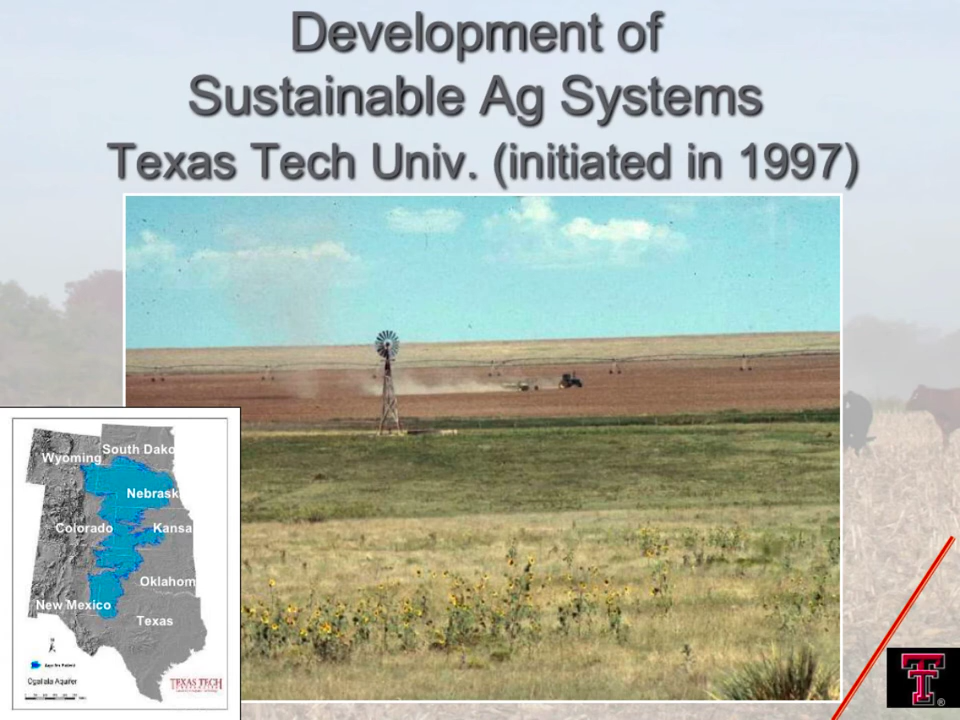 Development of
Sustainable Ag Systems
Texas Tech Univ. (initiated in 1997)
South Dako
Wyoming
Nebrask
Colorado
Kansa
Oklahom
New Mexico
Texas
Ogallala Aquifer
TEXAS TECH
T
®